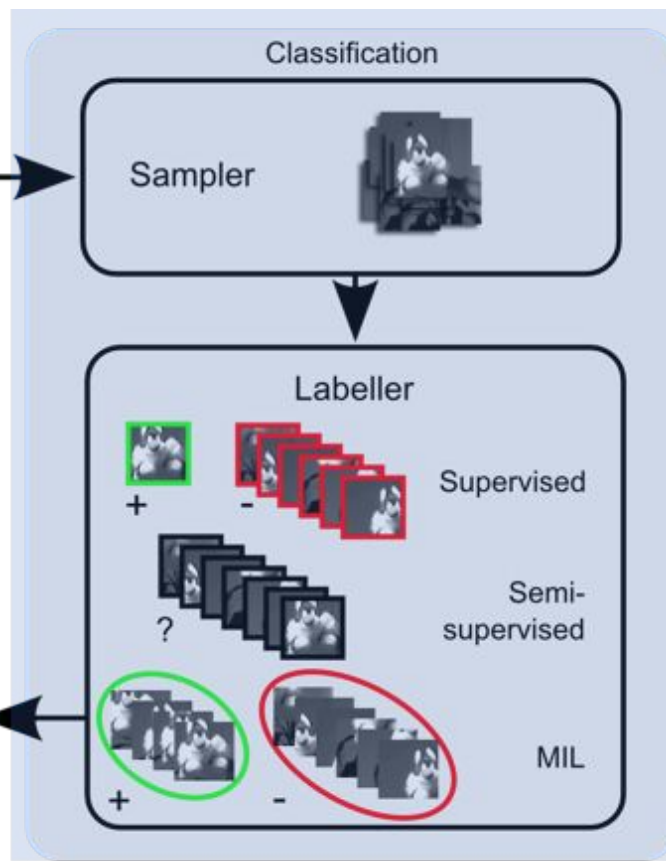 Classification
Sampler
Labeller
+ -
Supervised
?
Semi-
supervised
MIL
+ -